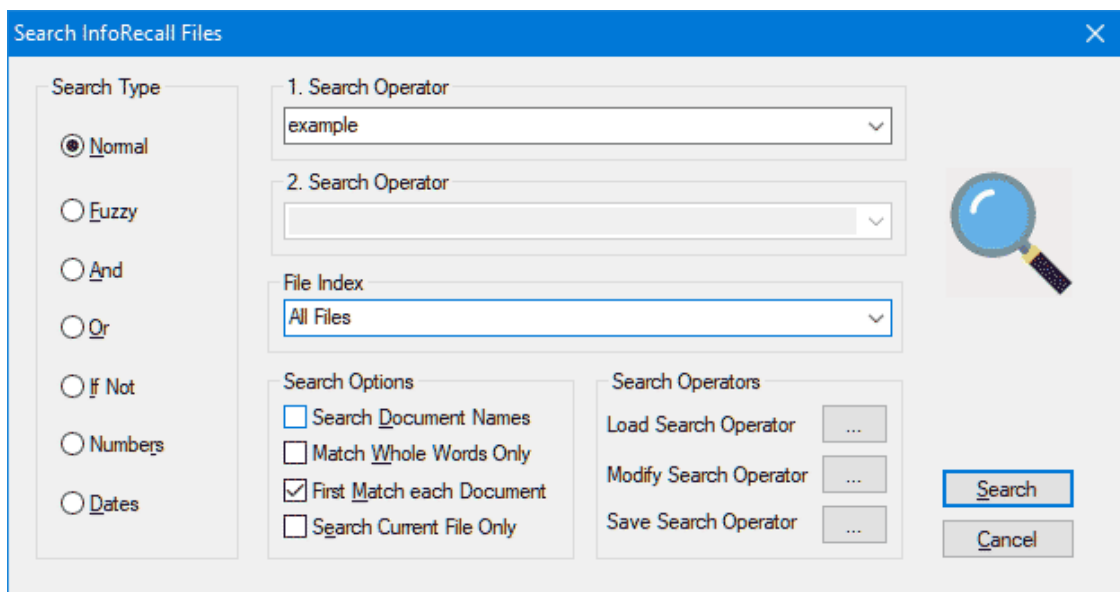 Search InfoRecall Files
Search Type
Normal
Fuzzy
And
Or
If Not
Numbers
Dates
1. Search Operator
example
2. Search Operator
File Index
All Files
Search Options
Search Document Names
Match Whole Words Only
First Match each Document
Search Current File Only
Search Operators
Load Search Operator ...
Modify Search Operator ...
Save Search Operator ...
Search
Cancel